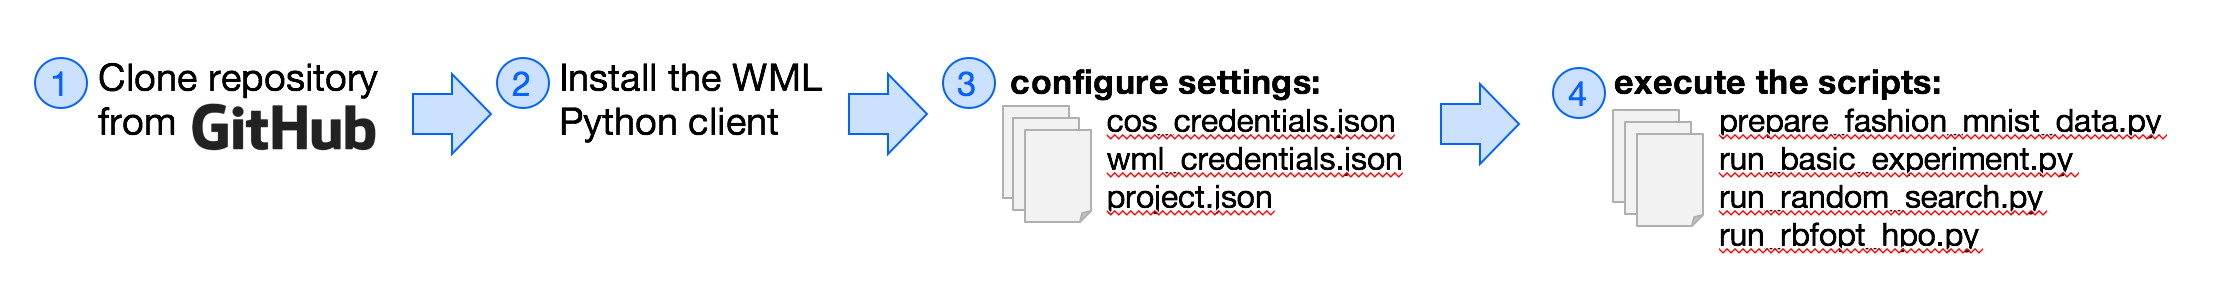 1 Clone repository
from GitHub
2 Install the WML
Python client
3 configure settings:
cos_credentials.json
wml_credentials.json
project.json
4 execute the scripts:
prepare_fashion_mnist_data.py
run_basic_experiment.py
run_random_search.py
run_rbfopt_hpo.py